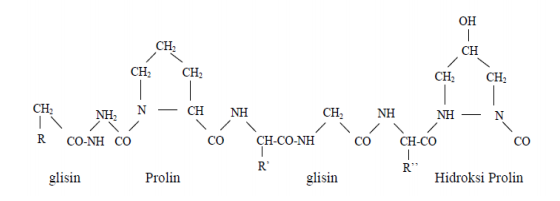 OH
CH
CH₂
CH₂ CH₂ CH₂ CH₂
CH₂ NH₂ N CH NH CH₂ NH NH N
R CO-NH CO CO CH-CO-NH CO CH-CO CO
R' R''
glisin Prolin glisin Hidroksi Prolin